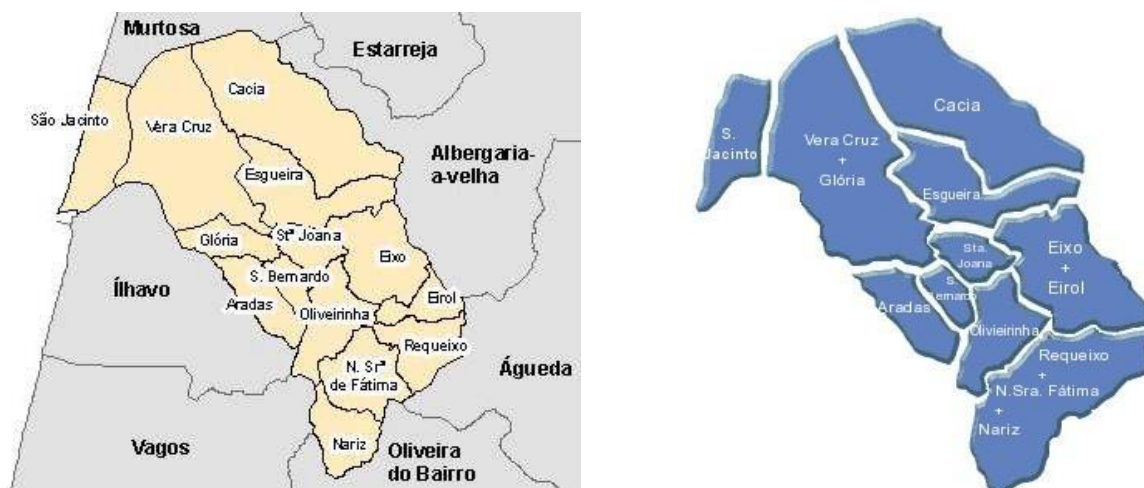 Murtosa
Estarreja
Cacia
São Jacinto
Vera Cruz
Albergaria-
a-velha
Esgueira
Glória
Stª Joana
Eixo
S. Bernardo
Ílhavo
Aradas
Eirol
Oliveirinha
Requeixo
N. Srª
de Fátima
Águeda
Vagos
Nariz
Oliveira
do Bairro
Cacia
S.
Jacinto
Vera Cruz
+
Glória
Esgueira
Sta.
Joana
Eixo
+
Eirol
S.
Bernardo
Aradas
Olivieirinha
Requeixo
+
N.Sra. Fátima
+
Nariz